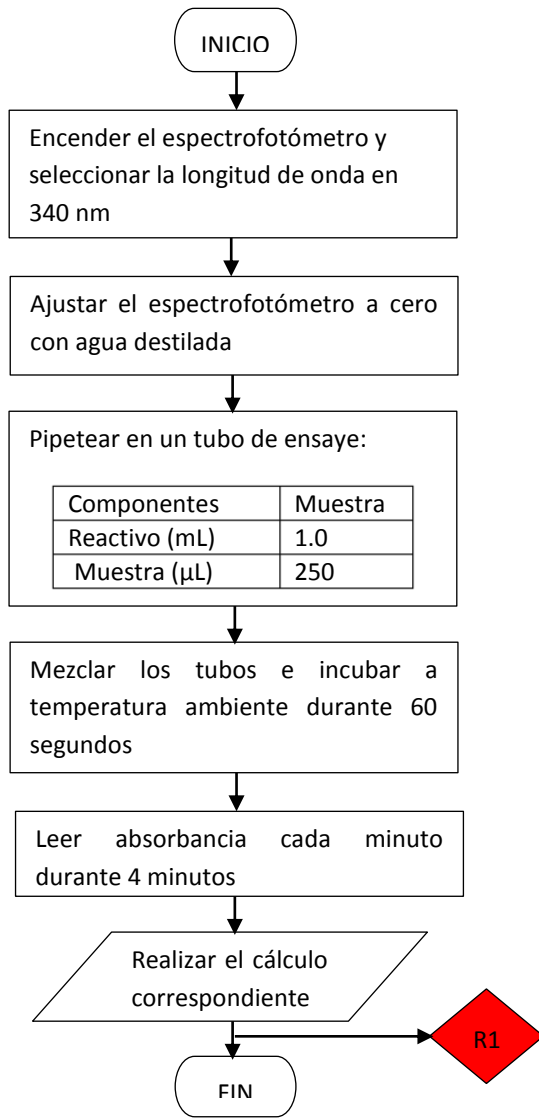 INICIO
Encender el espectrofotómetro y
seleccionar la longitud de onda en
340 nm
Ajustar el espectrofotómetro a cero
con agua destilada
Pipetear en un tubo de ensaye:
Componentes Muestra
Reactivo (mL) 1.0
Muestra (µL) 250
Mezclar los tubos e incubar a
temperatura ambiente durante 60
segundos
Leer absorbancia cada minuto
durante 4 minutos
Realizar el cálculo
correspondiente
R1
FIN